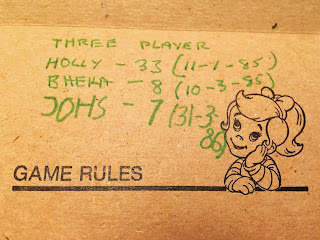 THREE PLAYER
HOLLY - 33 (11-1-85)
BHEKA - 8 (10-3-85)
JOHS - 7 (31-3-
86)
GAME RULES